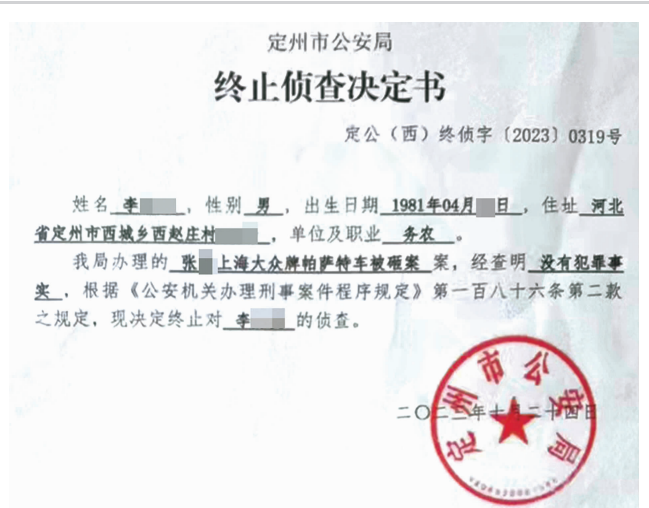 定州市公安局
终止侦查决定书
定公（西）终侦字〔2023〕0319号
姓名 李 ，性别 男 ，出生日期 1981年04月 日，住址 河北
省定州市西城乡西赵庄村 ，单位及职业 务农 。
我局办理的 张 上海大众牌帕萨特车被砸案 案，经查明 没有犯罪事
实 ，根据《公安机关办理刑事案件程序规定》第一百八十六条第二款
之规定，现决定终止对 李 的侦查。
二〇二三年十月二十四日
定州市公安局